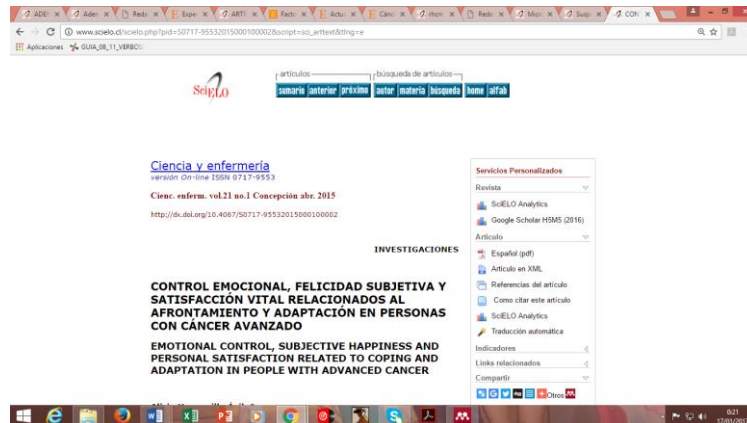 www.scielo.cl/scielo.php?pid=S0717-95532015000100002&script=sci_arttext&tlng=e
Aplicaciones GUIA_08_11_VERBOS
SciELO
artículos
búsqueda de artículos
sumario anterior próximo autor materia búsqueda home alfab
Ciencia y enfermería
versión On-line ISSN 0717-9553
Cienc. enferm. vol.21 no.1 Concepción abr. 2015
http://dx.doi.org/10.4067/S0717-95532015000100002
INVESTIGACIONES
CONTROL EMOCIONAL, FELICIDAD SUBJETIVA Y
SATISFACCIÓN VITAL RELACIONADOS AL
AFRONTAMIENTO Y ADAPTACIÓN EN PERSONAS
CON CÁNCER AVANZADO
EMOTIONAL CONTROL, SUBJECTIVE HAPPINESS AND
PERSONAL SATISFACTION RELATED TO COPING AND
ADAPTATION IN PEOPLE WITH ADVANCED CANCER
Servicios Personalizados
Revista
SciELO Analytics
Google Scholar H5M5 (2016)
Articulo
Español (pdf)
Articulo en XML
Referencias del artículo
Como citar este artículo
SciELO Analytics
Traducción automática
Indicadores
Links relacionados
Compartir
Otros
0:21